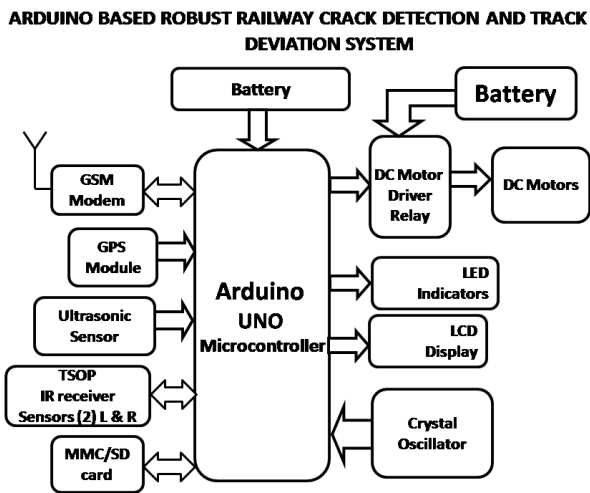 ARDUINO BASED ROBUST RAILWAY CRACK DETECTION AND TRACK
DEVIATION SYSTEM
Battery
Battery
GSM
Modem
DC Motor
Driver
Relay
DC Motors
GPS
Module
Arduino
UNO
Microcontroller
LED
Indicators
Ultrasonic
Sensor
LCD
Display
TSOP
IR receiver
Sensors (2) L & R
Crystal
Oscillator
MMC/SD
card